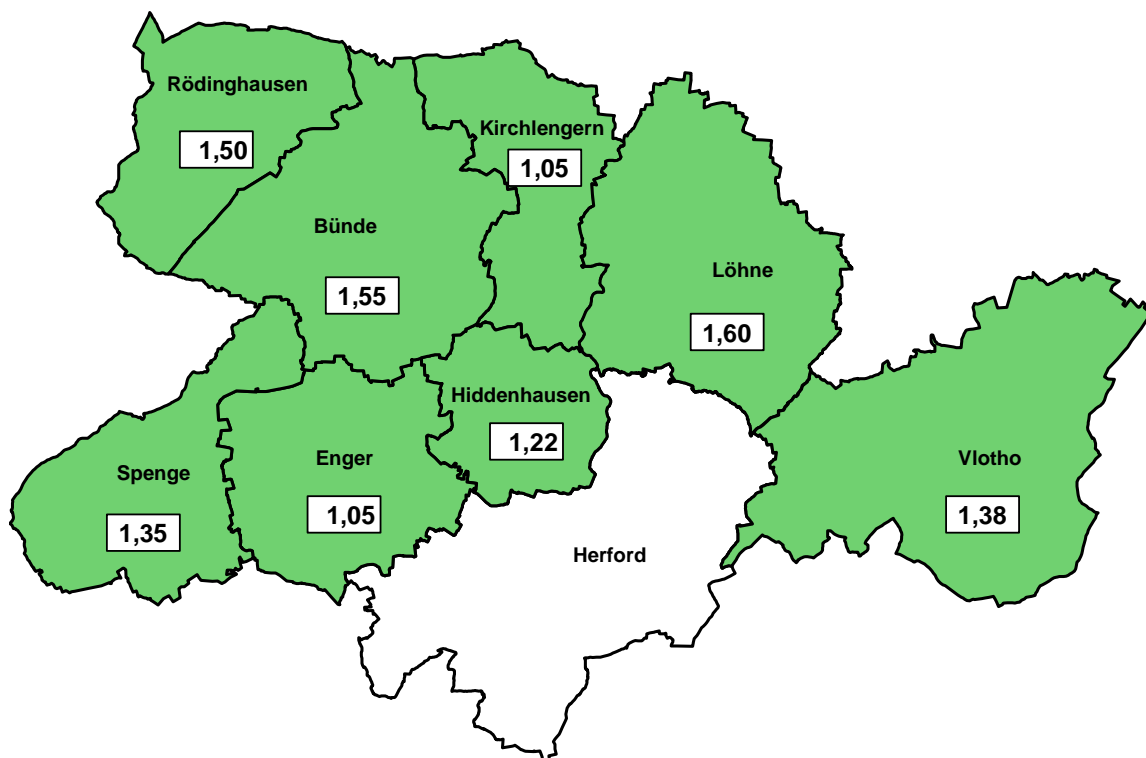 Rödinghausen
1,50
Kirchlengern
1,05
Bünde
1,55
Löhne
1,60
Hiddenhausen
1,22
Spenge
1,35
Enger
1,05
Vlotho
1,38
Herford